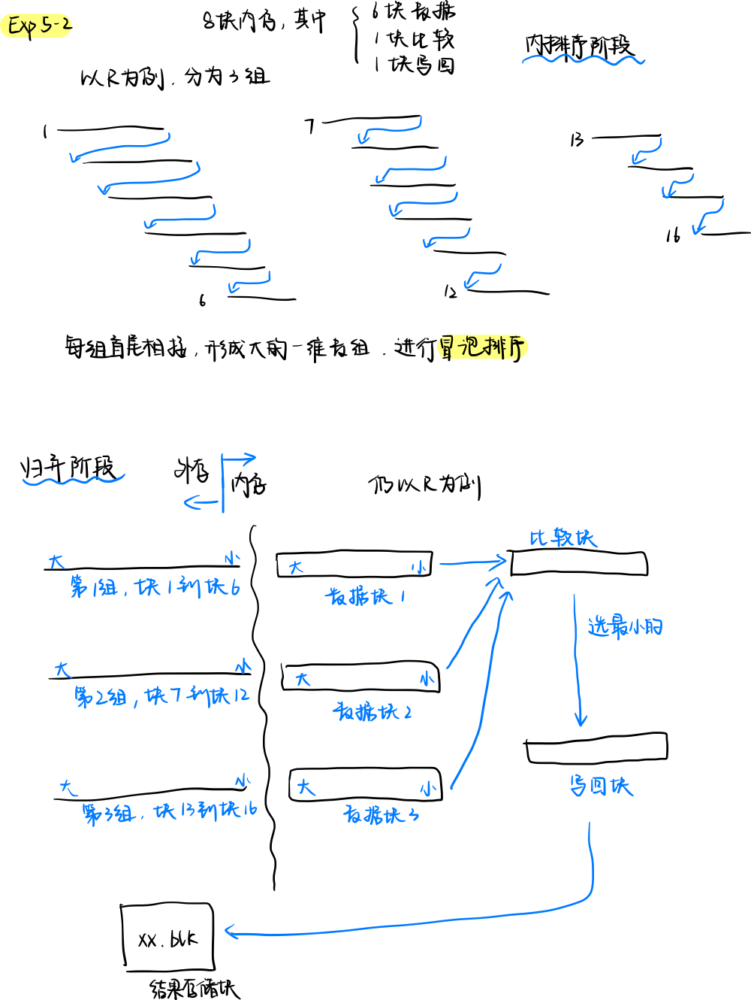 Exp 5-2
8块内存，其中
6块数据
1块比较
1块写回
内排序阶段
以R为例．分为3组
1
7
13
16
6
12
每组首尾相接，形成大的一维数组．进行冒泡排序
归并阶段
外存
内存
仍以R为例
比较块
大 小
第1组，块1到块6
大 小
数据块1
选最小的
大 小
第2组，块7到块12
大 小
数据块2
大 小
第3组，块13到块16
大 小
数据块3
写回块
xx.blk
结果存储块